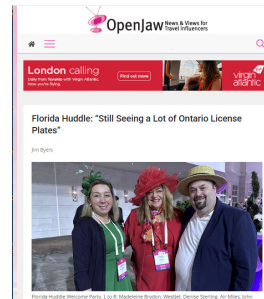 OpenJaw News & Views for
Travel Influencers
London calling
Daily from Toronto with Virgin Atlantic.
Now you're flying.
Find out more
virgin
atlantic
Florida Huddle: "Still Seeing a Lot of Ontario License
Plates"
Jim Byers
Florida Huddle Welcome Party. L to R: Madeleine Brydon, WestJet; Denise Sterling, Air Miles; John